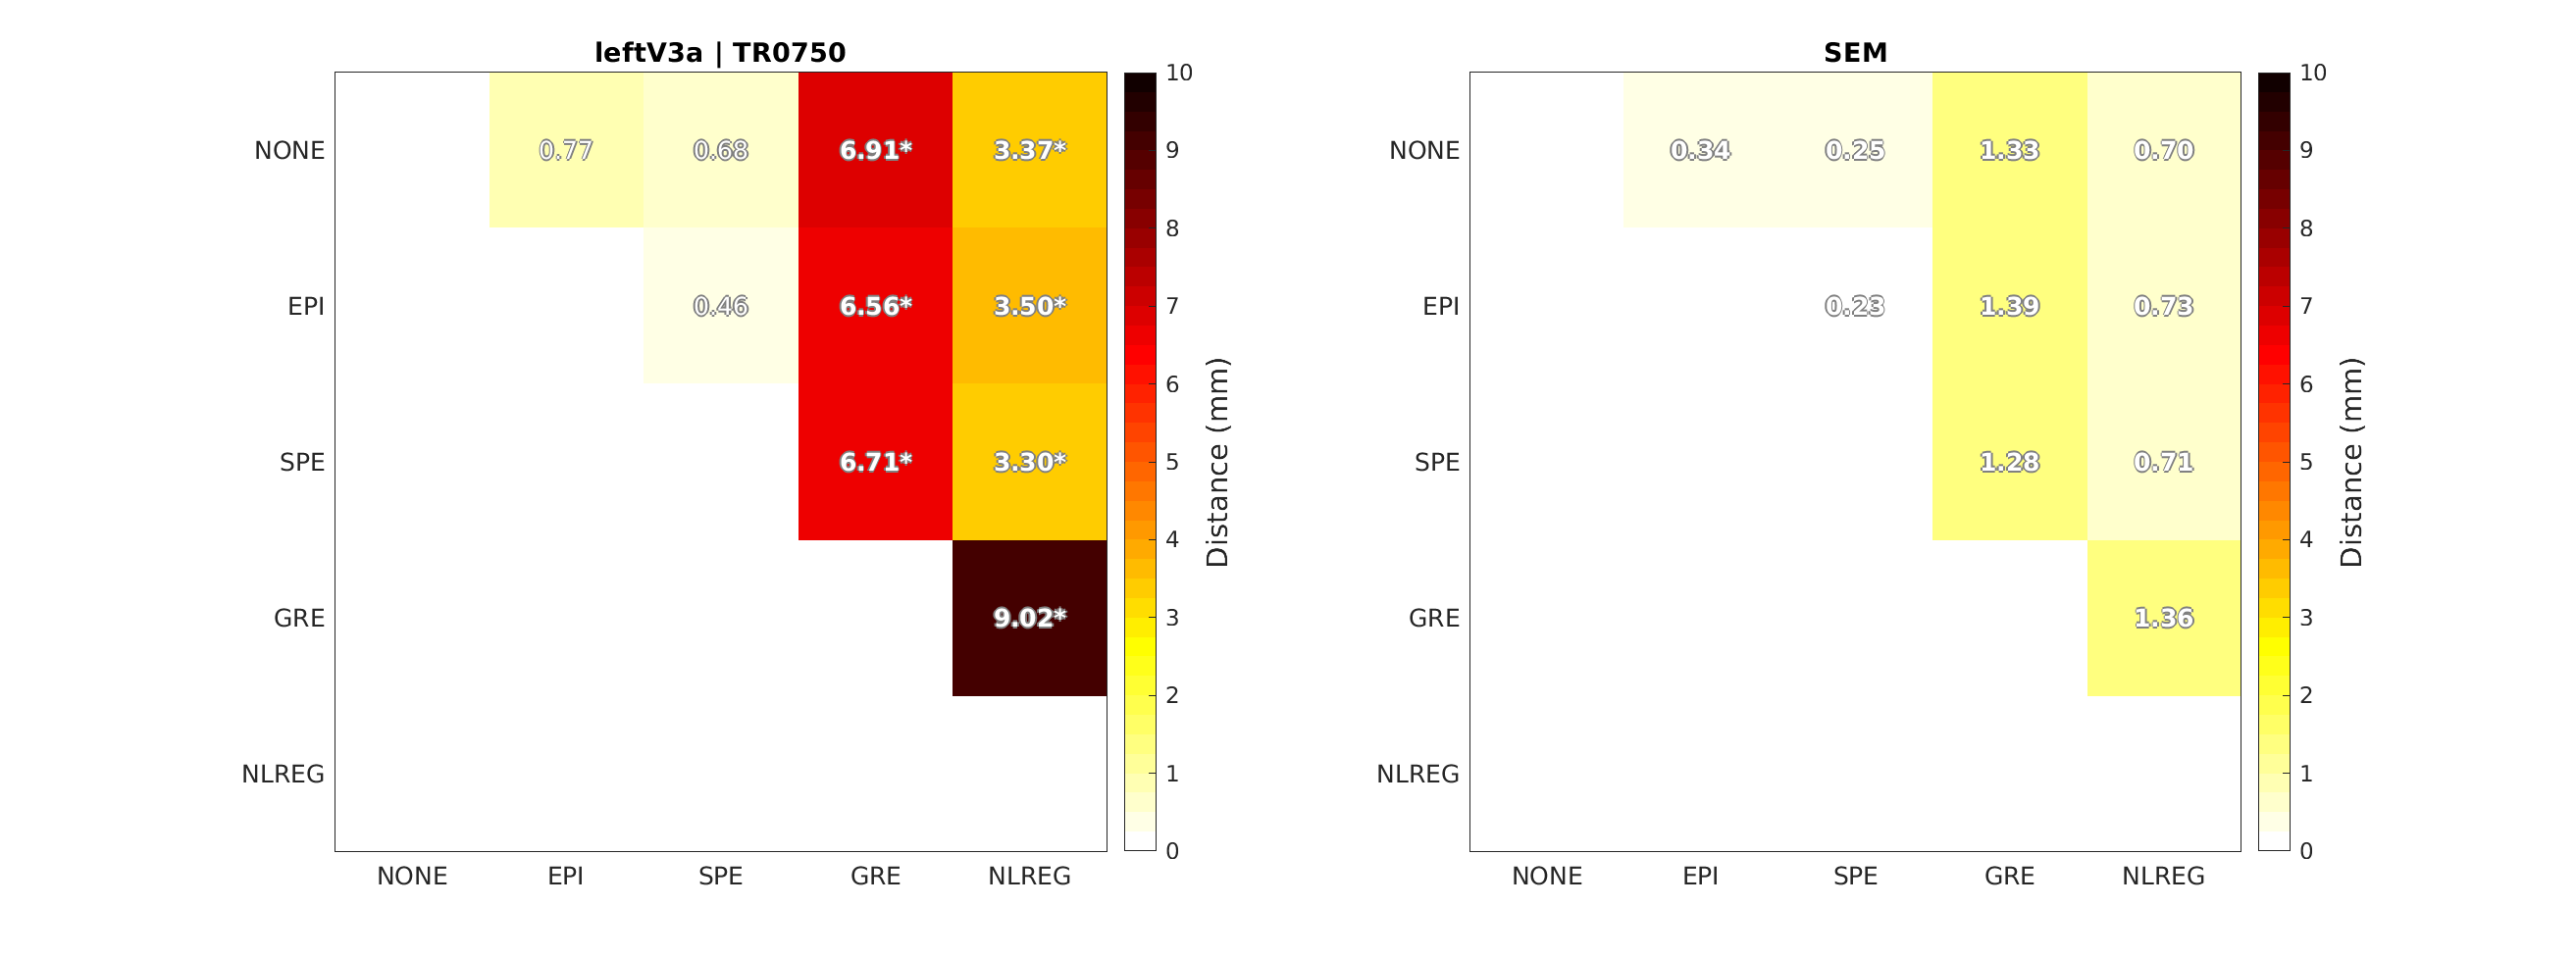 leftV3a | TR0750
NONE 0.77 0.68 6.91* 3.37*
EPI 0.46 6.56* 3.50*
SPE 6.71* 3.30*
GRE 9.02*
NLREG
NONE EPI SPE GRE NLREG
10
9
8
7
6
5
4
3
2
1
0
Distance (mm)
SEM
NONE 0.34 0.25 1.33 0.70
EPI 0.23 1.39 0.73
SPE 1.28 0.71
GRE 1.36
NLREG
NONE EPI SPE GRE NLREG
10
9
8
7
6
5
4
3
2
1
0
Distance (mm)